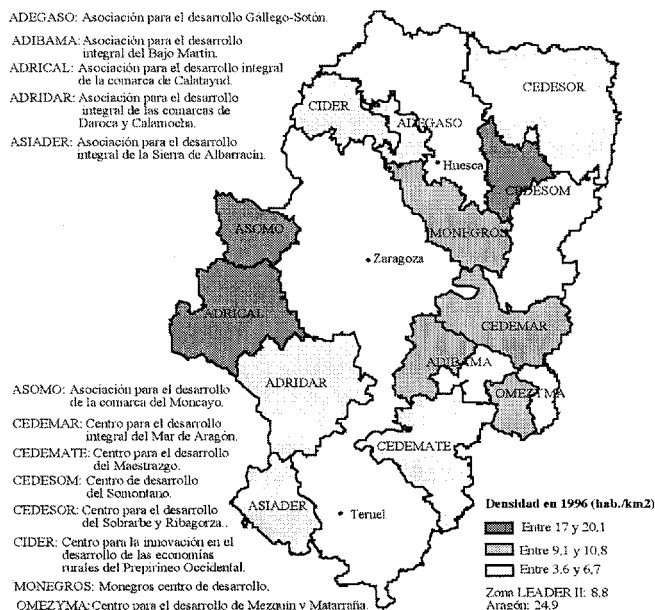 ADEGASO: Asociación para el desarrollo Gállego-Sotón.
ADIBAMA: Asociación para el desarrollo
integral del Bajo Martín.
ADRICAL: Asociación para el desarrollo integral
de la comarca de Calatayud.
ADRIDAR: Asociación para el desarrollo
integral de las comarcas de
Daroca y Calamocha.
ASIADER: Asociación para el desarrollo
integral de la Sierra de Albarracín.
CEDESOR
CIDER
ADEGASO
Huesca
CEDESOM
ASOMO
MONEGROS
Zaragoza
ADRICAL
CEDEMAR
ADIBAMA
ADRIDAR
OMEZYMA
CEDEMATE
ASIADER
Teruel
ASOMO: Asociación para el desarrollo
de la comarca del Moncayo.
CEDEMAR: Centro para el desarrollo
integral del Mar de Aragón.
CEDEMATE: Centro para el desarrollo
del Maestrazgo.
CEDESOM: Centro de desarrollo
del Somontano.
CEDESOR: Centro para el desarrollo
del Sobrarbe y Ribagorza..
CIDER: Centro para la innovación en el
desarrollo de las economías
rurales del Prepirineo Occidental.
MONEGROS: Monegros centro de desarrollo.
OMEZYMA: Centro para el desarrollo de Mezquín y Matarraña.
Densidad en 1996 (hab./km2)
Entre 17 y 20,1
Entre 9,1 y 10,8
Entre 3,6 y 6,7
Zona LEADER II: 8,8
Aragón: 24,9